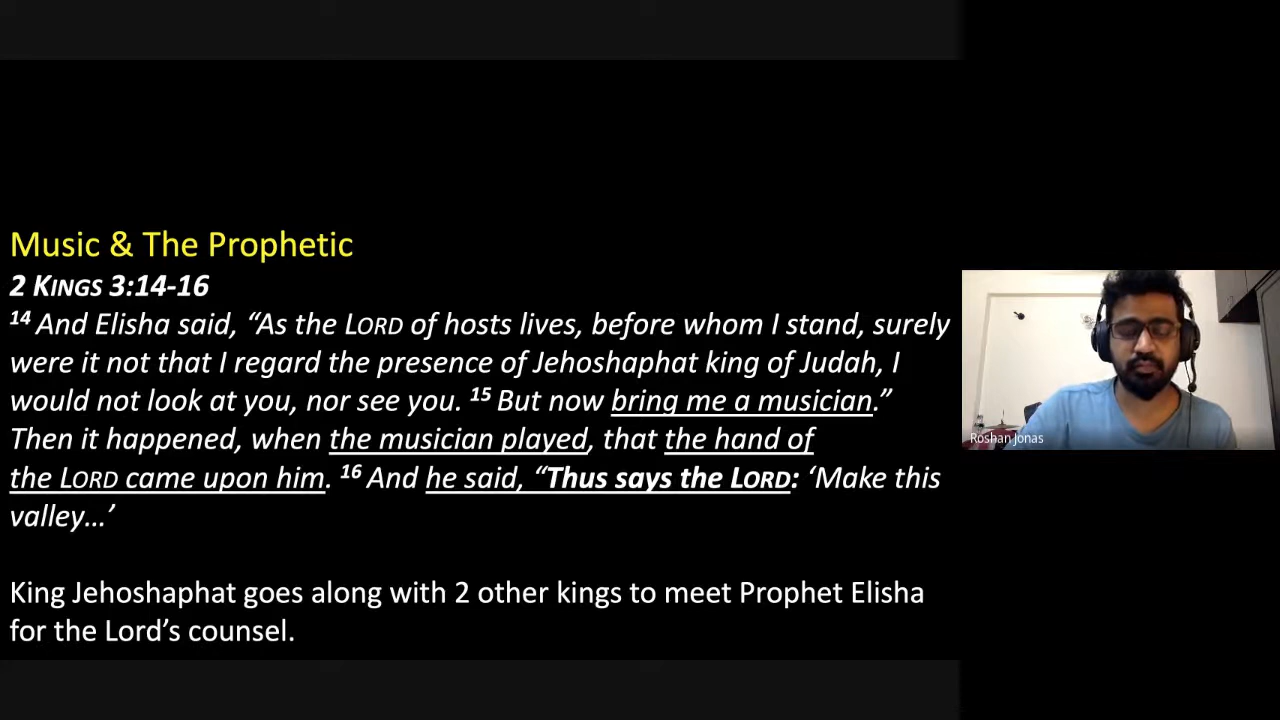 Music & The Prophetic
2 KINGS 3:14-16
14 And Elisha said, “As the LORD of hosts lives, before whom I stand, surely
were it not that I regard the presence of Jehoshaphat king of Judah, I
would not look at you, nor see you. 15 But now bring me a musician.”
Then it happened, when the musician played, that the hand of
the LORD came upon him. 16 And he said, “Thus says the LORD: ‘Make this
valley...’
King Jehoshaphat goes along with 2 other kings to meet Prophet Elisha
for the Lord’s counsel.
Roshan Jonas